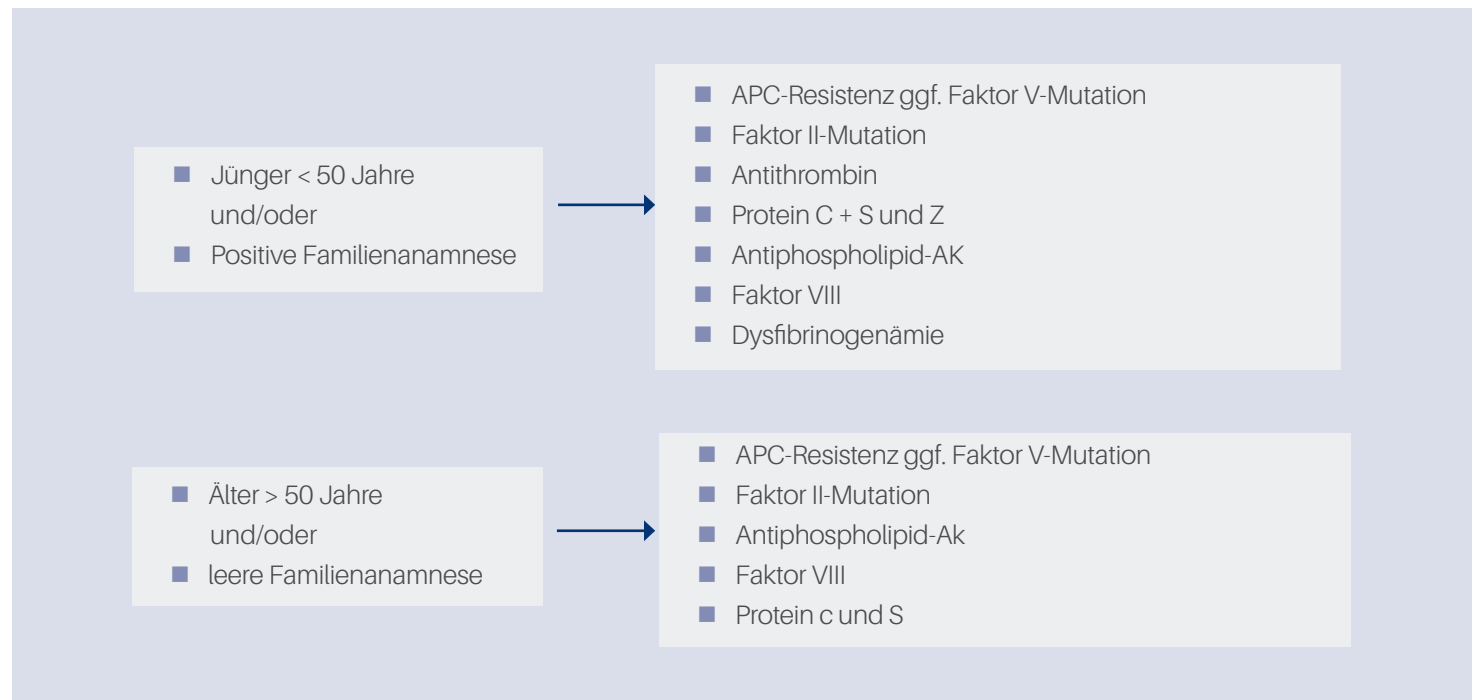 Jünger < 50 Jahre
und/oder
Positive Familienanamnese
APC-Resistenz ggf. Faktor V-Mutation
Faktor II-Mutation
Antithrombin
Protein C + S und Z
Antiphospholipid-AK
Faktor VIII
Dysfibrinogenämie
Älter > 50 Jahre
und/oder
leere Familienanamnese
APC-Resistenz ggf. Faktor V-Mutation
Faktor II-Mutation
Antiphospholipid-Ak
Faktor VIII
Protein c und S